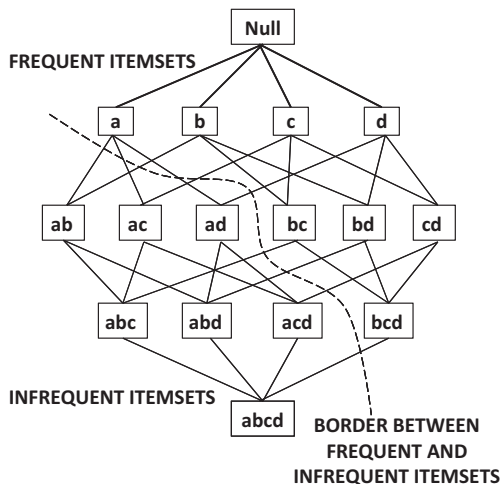 Null
FREQUENT ITEMSETS
a b c d
ab ac ad bc bd cd
abc abd acd bcd
INFREQUENT ITEMSETS
abcd
BORDER BETWEEN
FREQUENT AND
INFREQUENT ITEMSETS